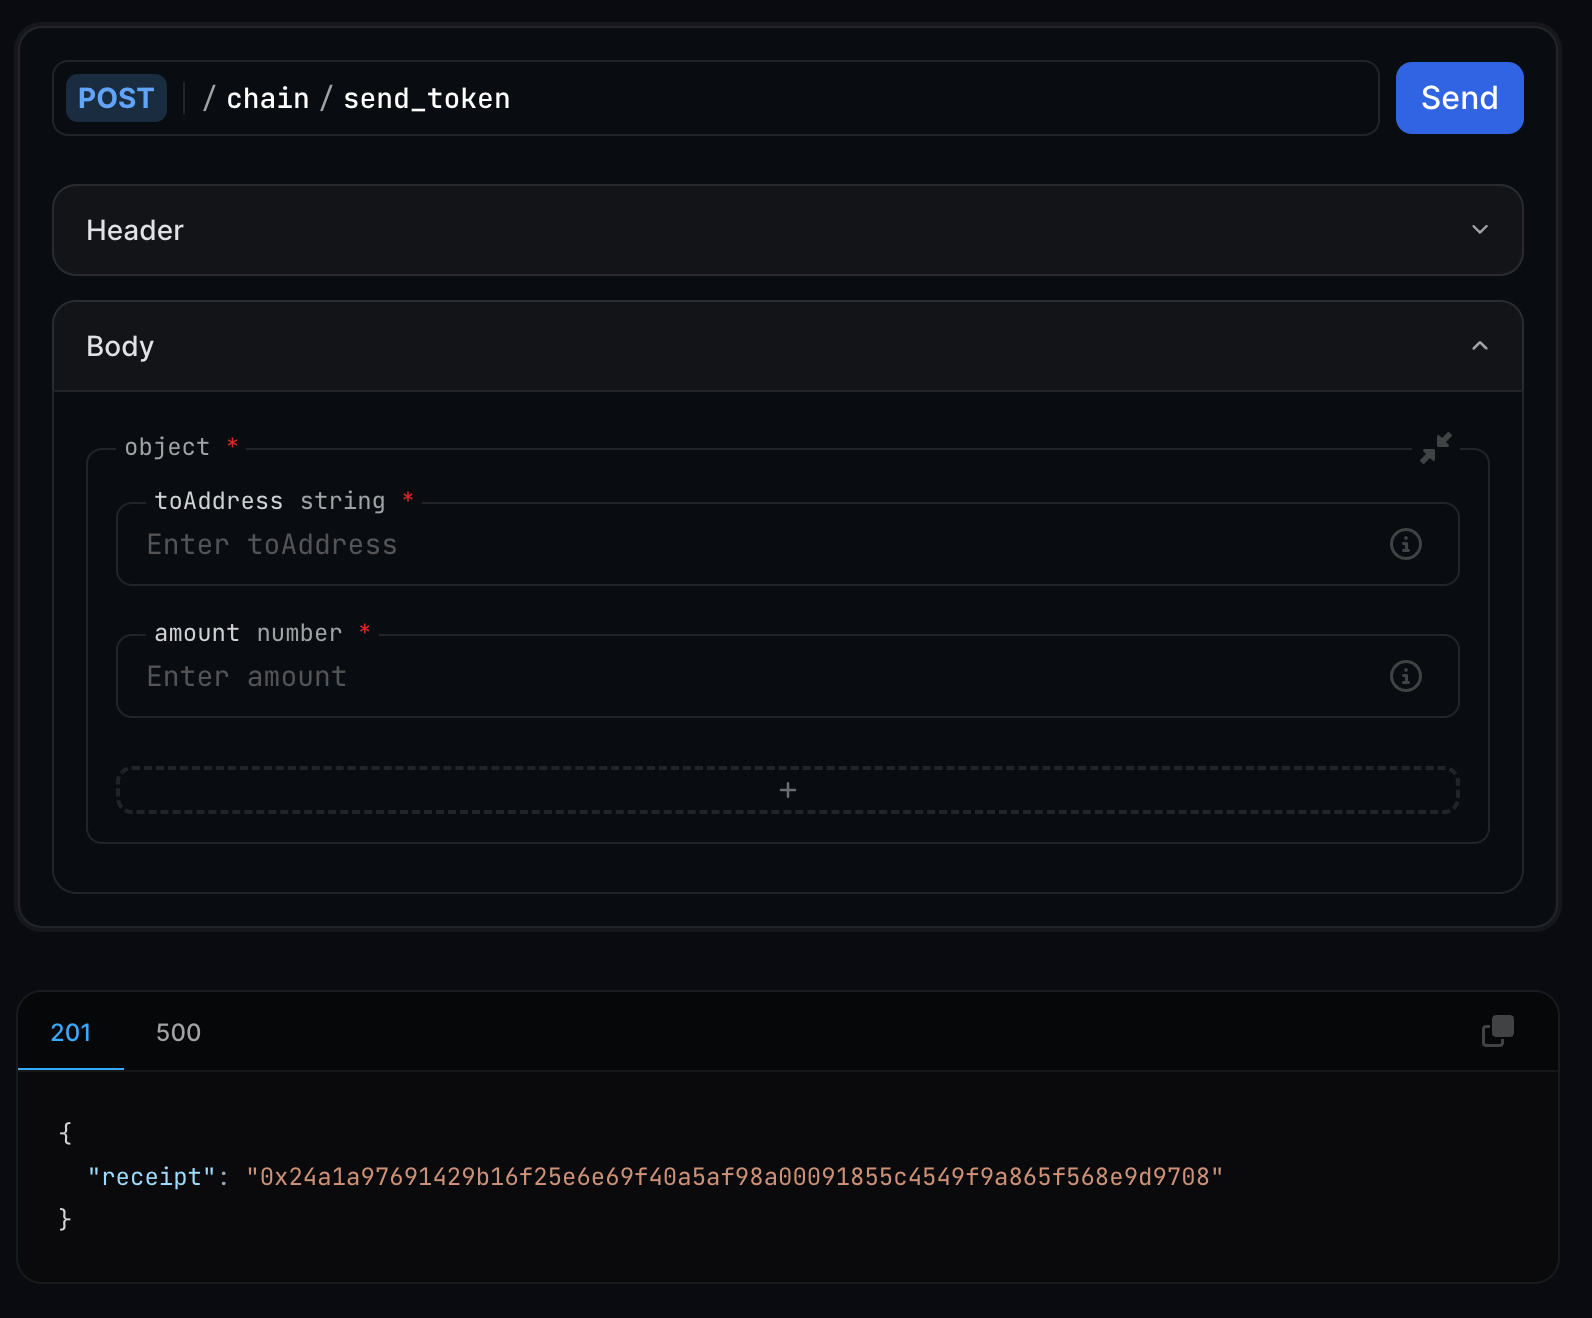 POST / chain / send_token Send
Header
Body
object *
toAddress string *
Enter toAddress
amount number *
Enter amount
+
201 500
{
"receipt": "0x24a1a97691429b16f25e6e69f40a5af98a00091855c4549f9a865f568e9d9708"
}